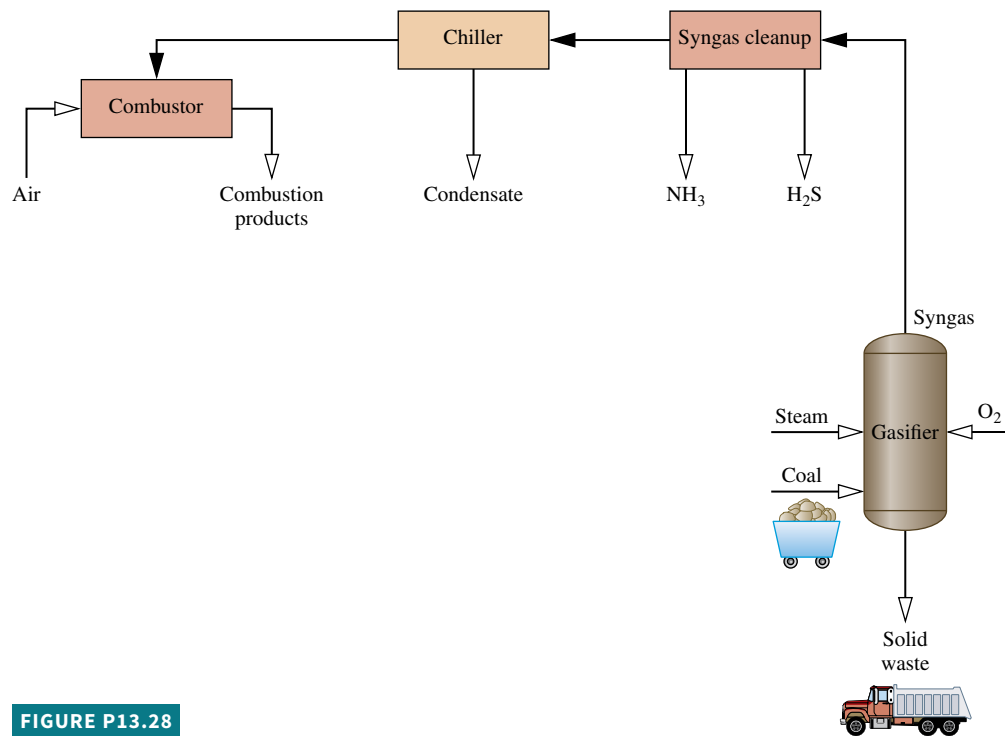 Chiller
Syngas cleanup
Combustor
Air
Combustion
products
Condensate
NH₃
H₂S
Syngas
Steam
O₂
Gasifier
Coal
Solid
waste
FIGURE P13.28